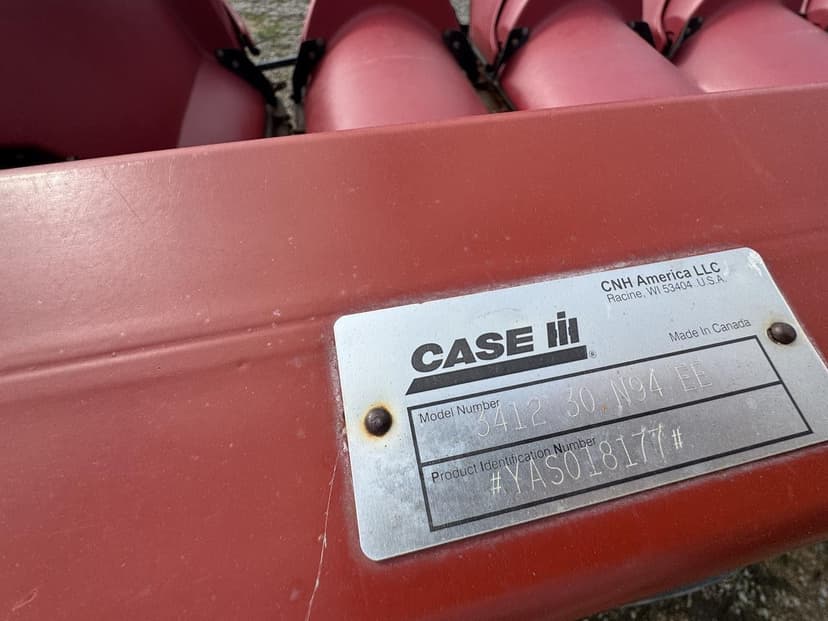 CNH America LLC
Racine, WI 53404 U.S.A.
CASE IH®
Made In Canada
Model Number
3412 30 N94 EE
Product Identification Number
#YAS018177#